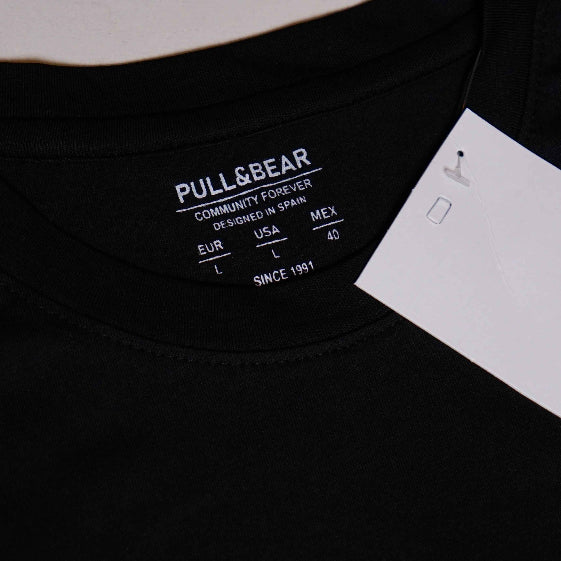 PULL&BEAR
COMMUNITY FOREVER
DESIGNED IN SPAIN
EUR USA MEX
L L 40
SINCE 1991